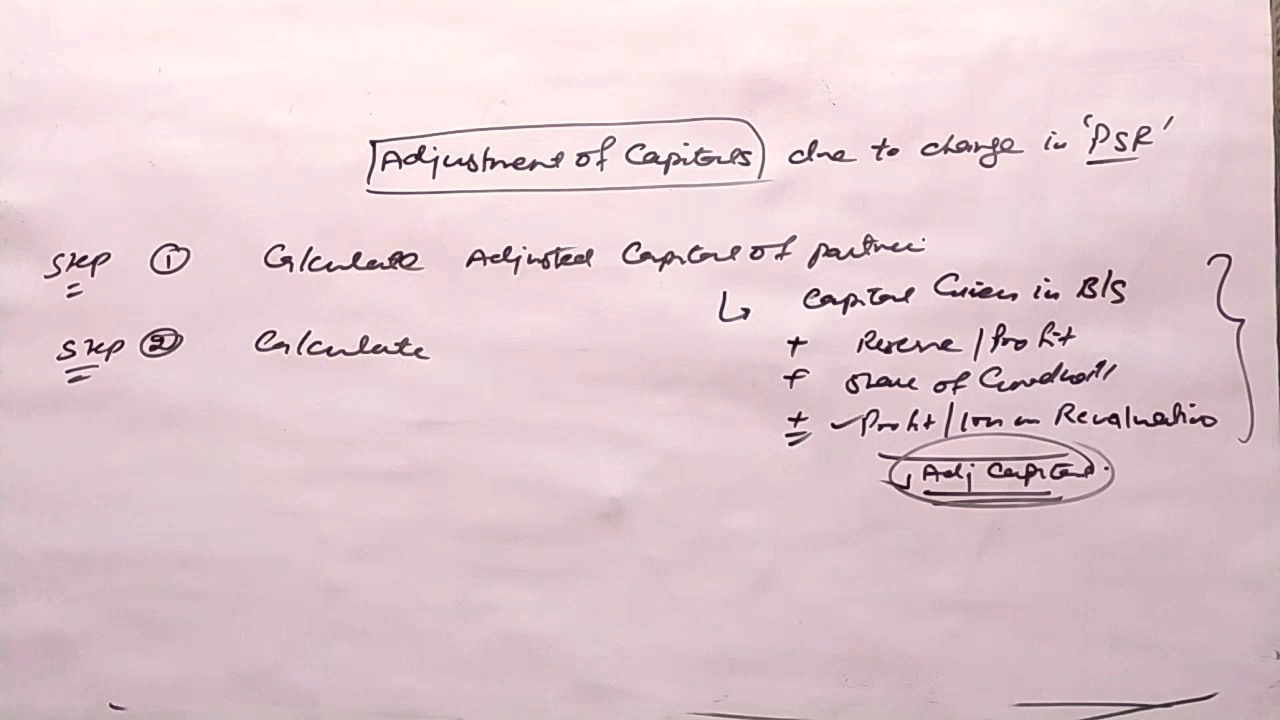 Adjustment of Capitals due to change in 'PSR'
Step ① Calculate Adjusted Capital of partner
↳ Capital Given in B/S
+ Reserve / Profit
+ Share of Goodwill
+ Profit / loss on Revaluation
Adj Capital.
Step ② Calculate